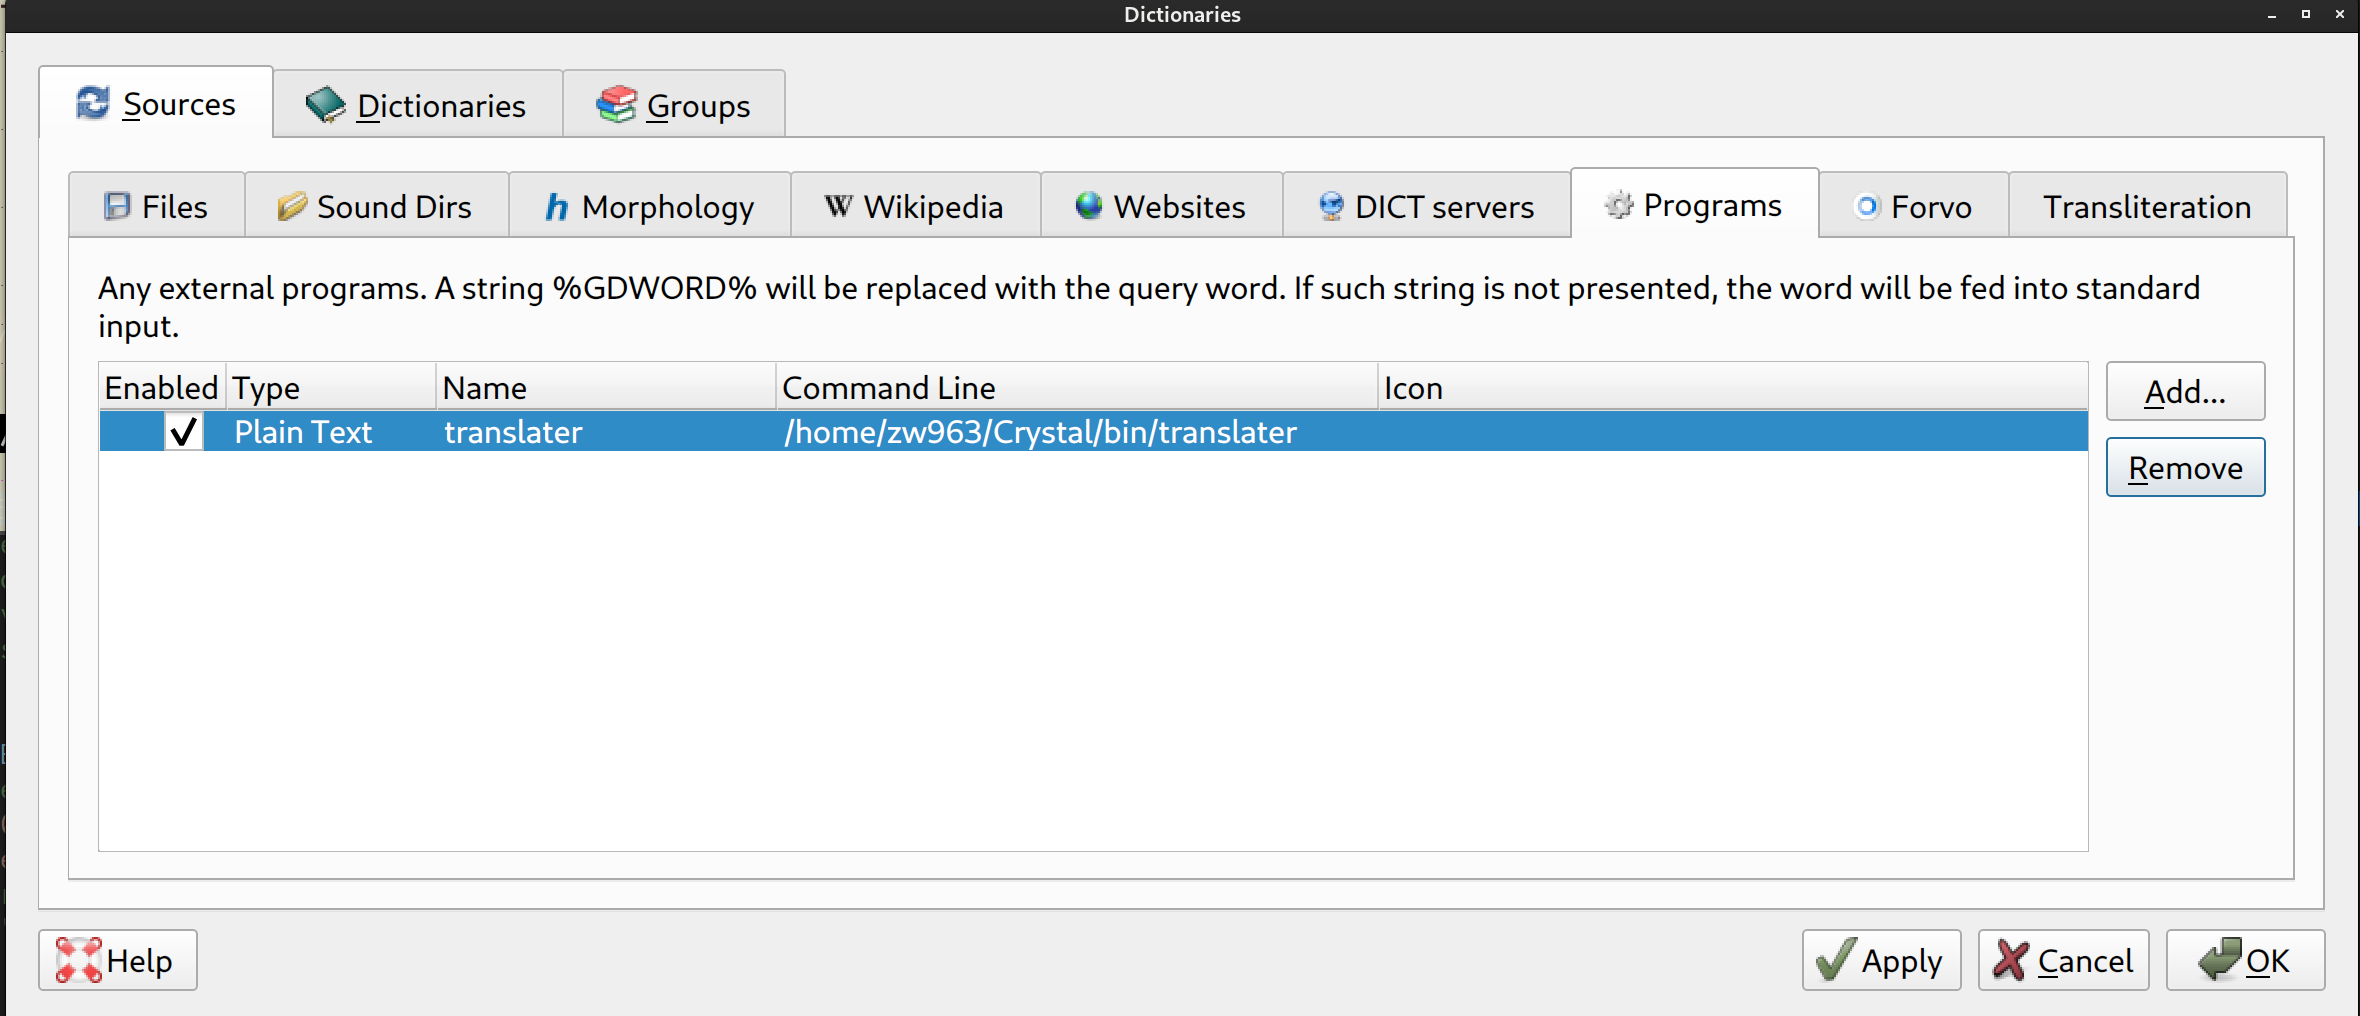 Dictionaries
Sources Dictionaries Groups
Files Sound Dirs Morphology Wikipedia Websites DICT servers Programs Forvo Transliteration
Any external programs. A string %GDWORD% will be replaced with the query word. If such string is not presented, the word will be fed into standard
input.
Enabled Type Name Command Line Icon
Plain Text translater /home/zw963/Crystal/bin/translater
Add...
Remove
Help Apply Cancel OK